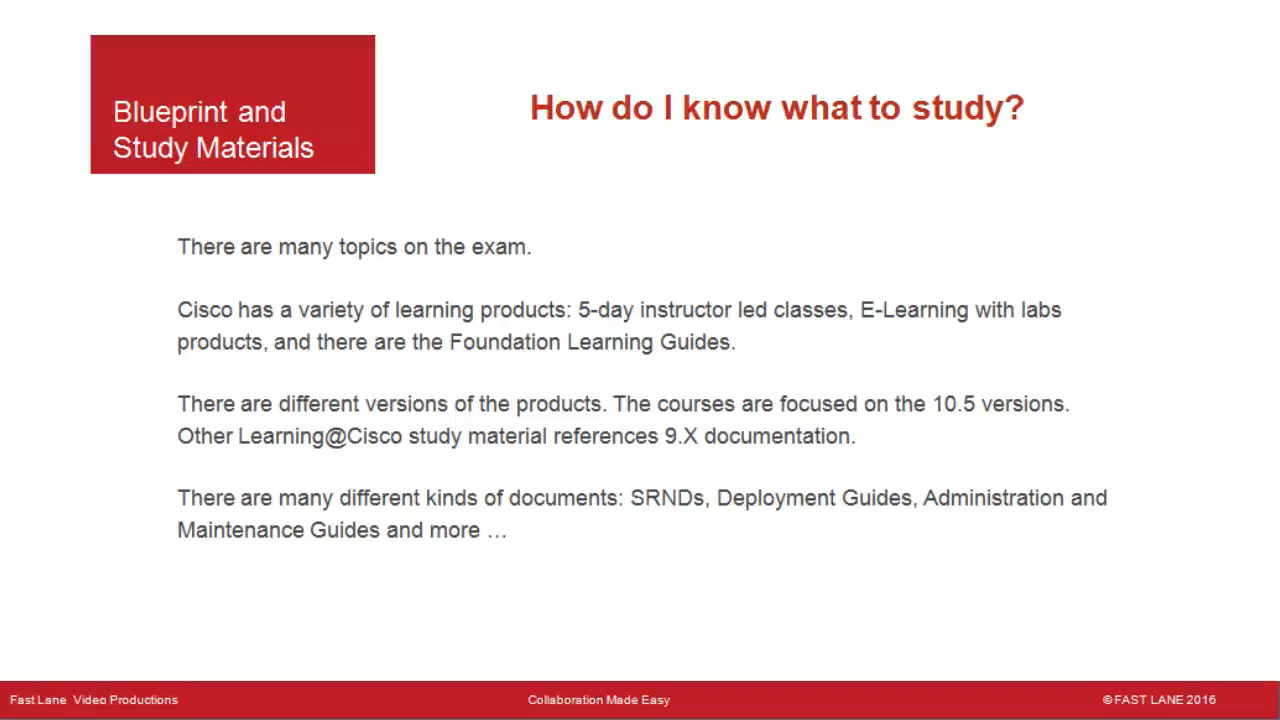 Blueprint and
Study Materials
How do I know what to study?
There are many topics on the exam.
Cisco has a variety of learning products: 5-day instructor led classes, E-Learning with labs
products, and there are the Foundation Learning Guides.
There are different versions of the products. The courses are focused on the 10.5 versions.
Other Learning@Cisco study material references 9.X documentation.
There are many different kinds of documents: SRNDs, Deployment Guides, Administration and
Maintenance Guides and more …
Fast Lane Video Productions
Collaboration Made Easy
© FAST LANE 2016